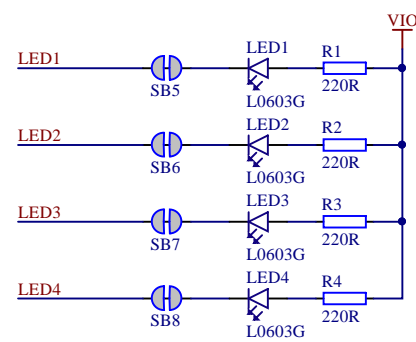 VIO
LED1 LED1 R1
SB5 L0603G 220R
LED2 LED2 R2
SB6 L0603G 220R
LED3 LED3 R3
SB7 L0603G 220R
LED4 LED4 R4
SB8 L0603G 220R